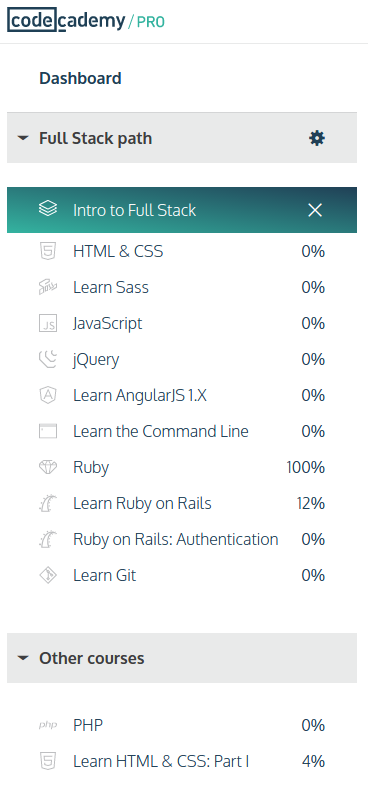 codecademy/PRO
Dashboard
Full Stack path
Intro to Full Stack
HTML & CSS 0%
Learn Sass 0%
JS JavaScript 0%
jQuery 0%
Learn AngularJS 1.X 0%
Learn the Command Line 0%
Ruby 100%
Learn Ruby on Rails 12%
Ruby on Rails: Authentication 0%
Learn Git 0%
Other courses
php PHP 0%
Learn HTML & CSS: Part I 4%